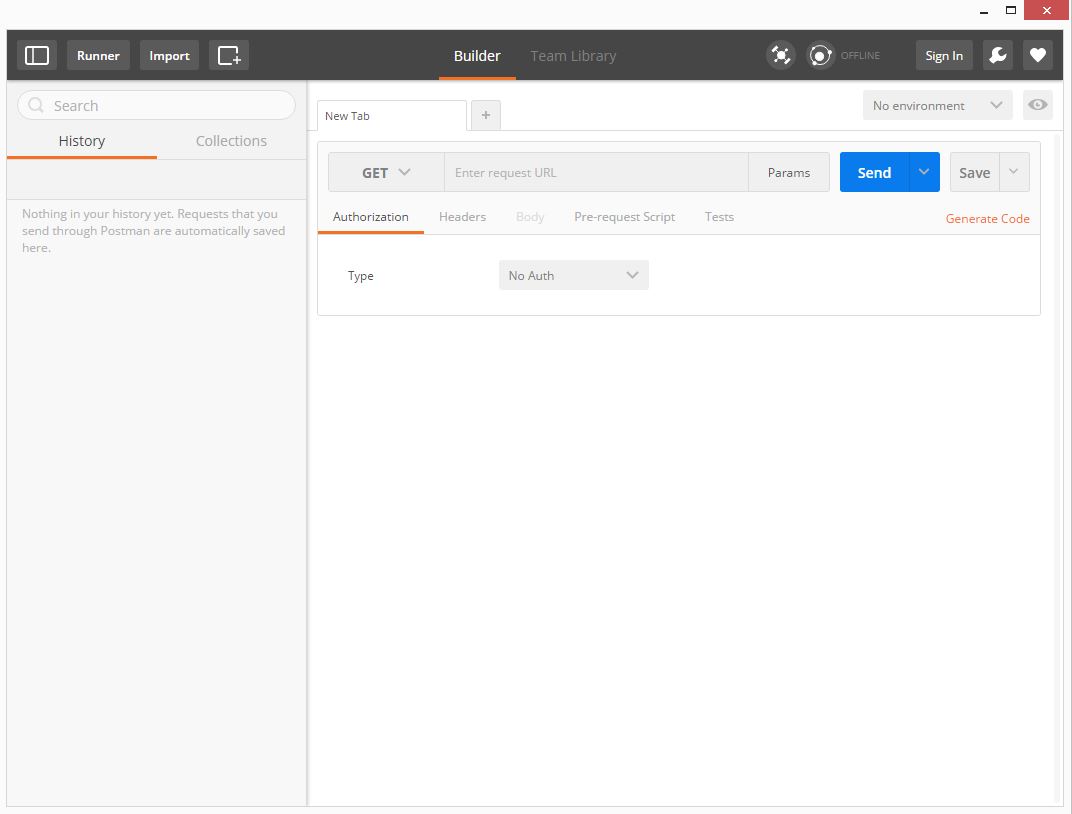 Runner
Import
Builder
Team Library
OFFLINE
Sign In
Search
History
Collections
Nothing in your history yet. Requests that you
send through Postman are automatically saved
here.
New Tab
+
No environment
GET
Enter request URL
Params
Send
Save
Authorization
Headers
Body
Pre-request Script
Tests
Generate Code
Type
No Auth